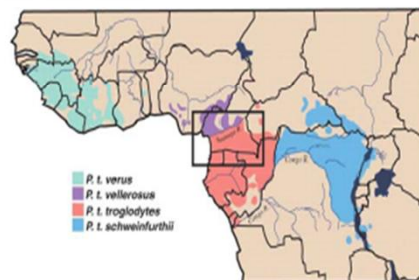 P. t. verus
P. t. vellerosus
P. t. troglodytes
P. t. schweinfurthii
Congo R.